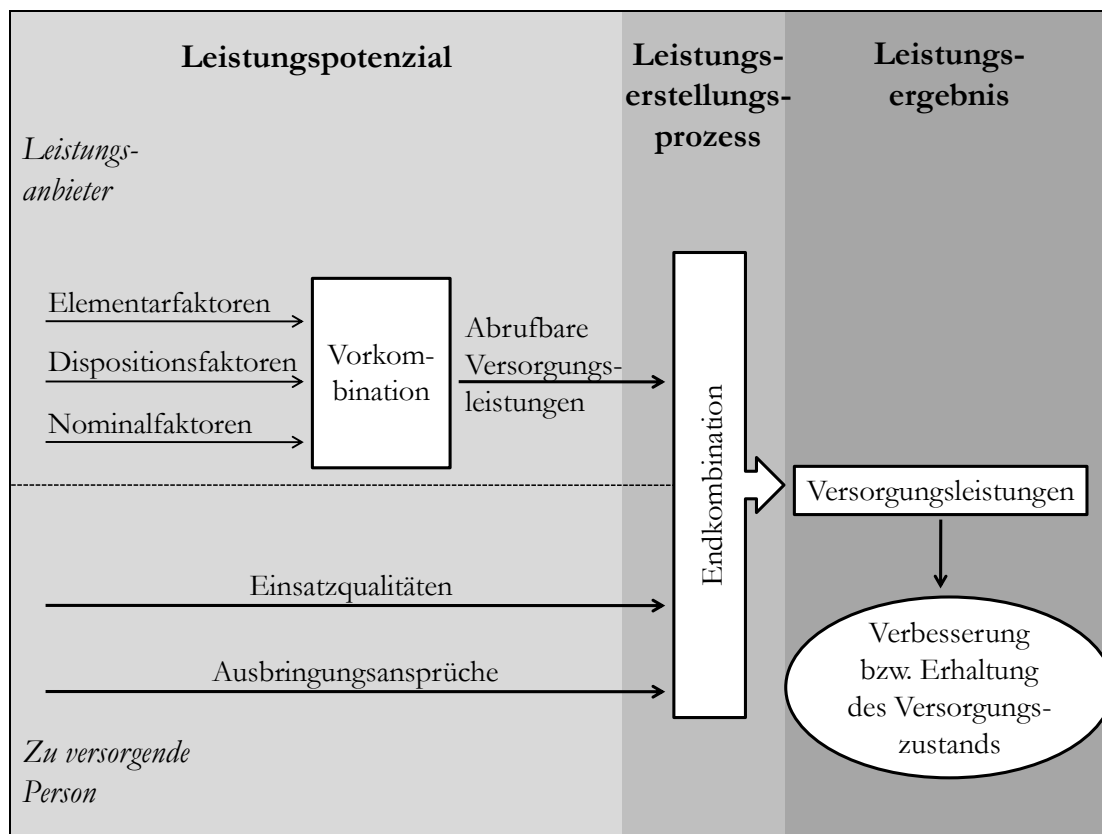 Leistungspotenzial
Leistungs-
erstellungs-
prozess
Leistungs-
ergebnis
Leistungs-
anbieter
Elementarfaktoren
Dispositionsfaktoren
Nominalfaktoren
Vorkom-
bination
Abrufbare
Versorgungs-
leistungen
Endkombination
Versorgungsleistungen
Einsatzqualitäten
Ausbringungsansprüche
Verbesserung
bzw. Erhaltung
des Versorgungs-
zustands
Zu versorgende
Person